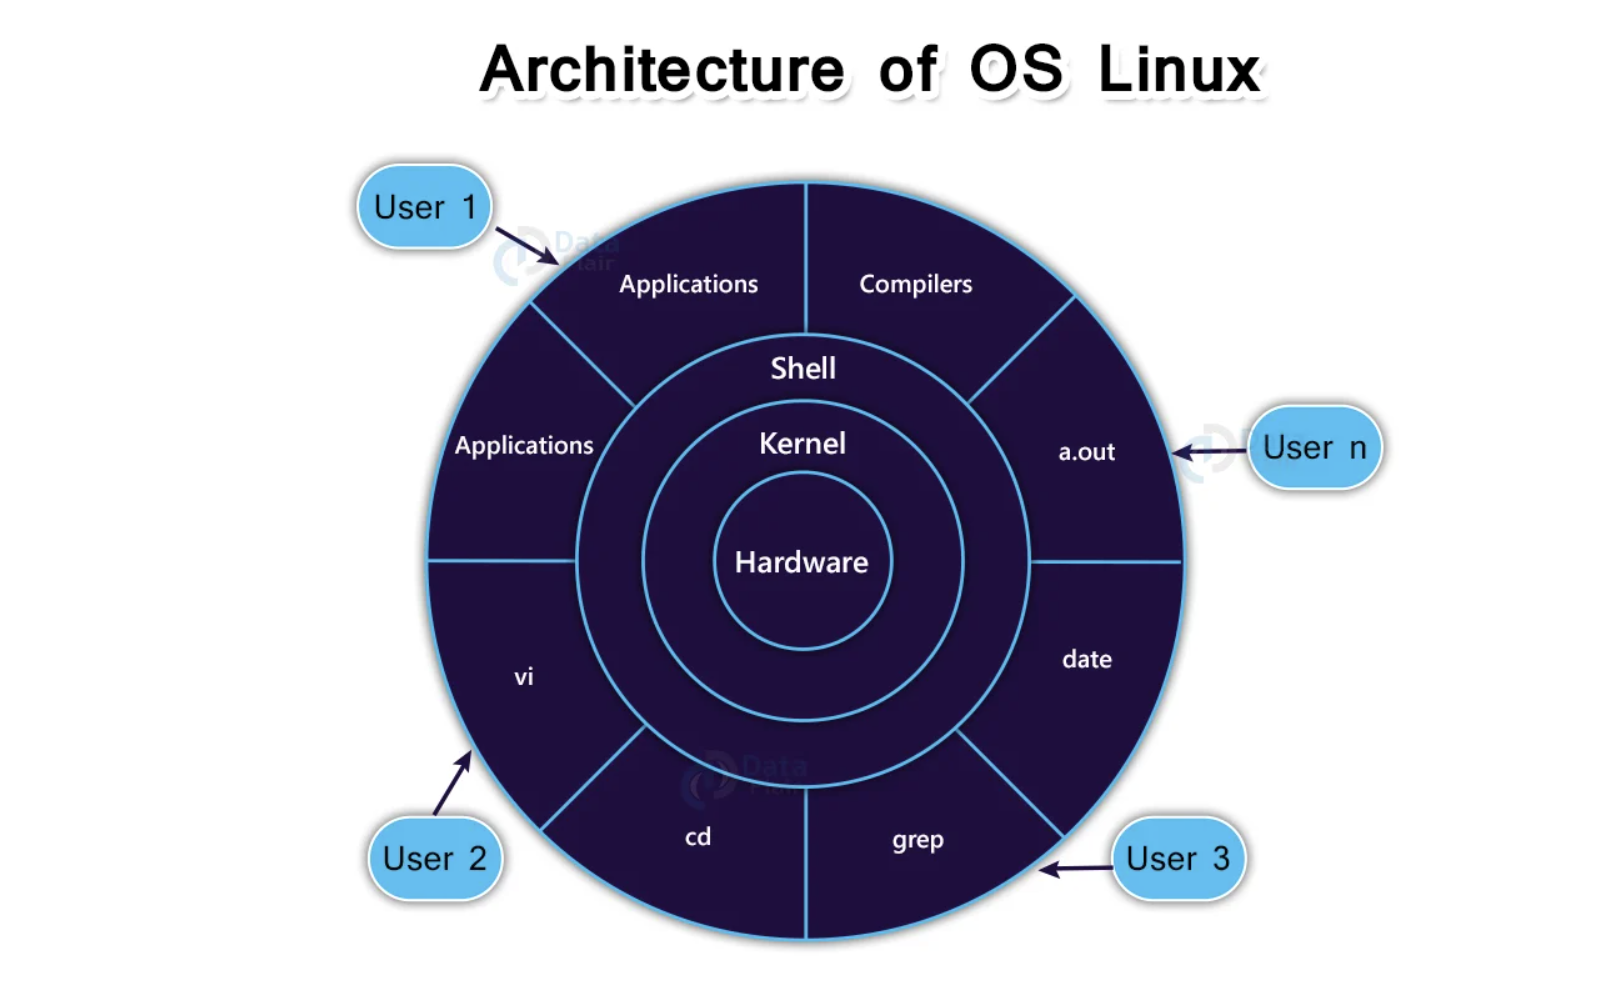 Architecture of OS Linux
User 1
Data
Flair
Applications
Compilers
Shell
Applications
Kernel
a.out
User n
Hardware
vi
date
Data
Flair
cd
grep
User 2
User 3